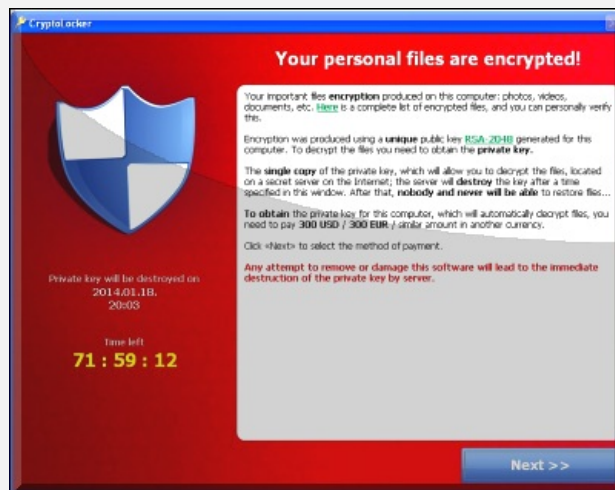 CryptoLocker
Your personal files are encrypted!
Your important files encryption produced on this computer: photos, videos,
documents, etc. Here is a complete list of encrypted files, and you can personally verify
this.
Encryption was produced using a unique public key RSA-2048 generated for this
computer. To decrypt the files you need to obtain the private key.
The single copy of the private key, which will allow you to decrypt the files, located
on a secret server on the Internet; the server will destroy the key after a time
specified in this window. After that, nobody and never will be able to restore files...
To obtain the private key for this computer, which will automatically decrypt files, you
need to pay 300 USD / 300 EUR / similar amount in another currency.
Click «Next» to select the method of payment.
Any attempt to remove or damage this software will lead to the immediate
destruction of the private key by server.
Private key will be destroyed on
2014.01.18.
20:03
Time left
71 : 59 : 12
Next >>